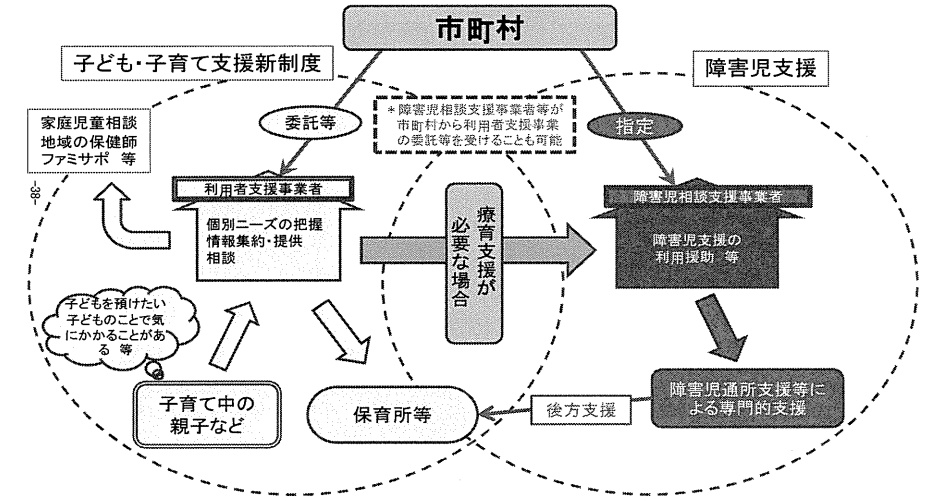 市町村
子ども・子育て支援新制度
障害児支援
家庭児童相談
地域の保健師
ファミサポ 等
委託等
*障害児相談支援事業者等が
市町村から利用者支援事業
の委託等を受けることも可能
指定
-38-
利用者支援事業者
個別ニーズの把握
情報集約・提供
相談
療育支援が
必要な場合
障害児相談支援事業者
障害児支援の
利用援助 等
子どもを預けたい
子どものことで気
にかかることがあ
る 等
子育て中の
親子など
保育所等
後方支援
障害児通所支援等に
よる専門的支援